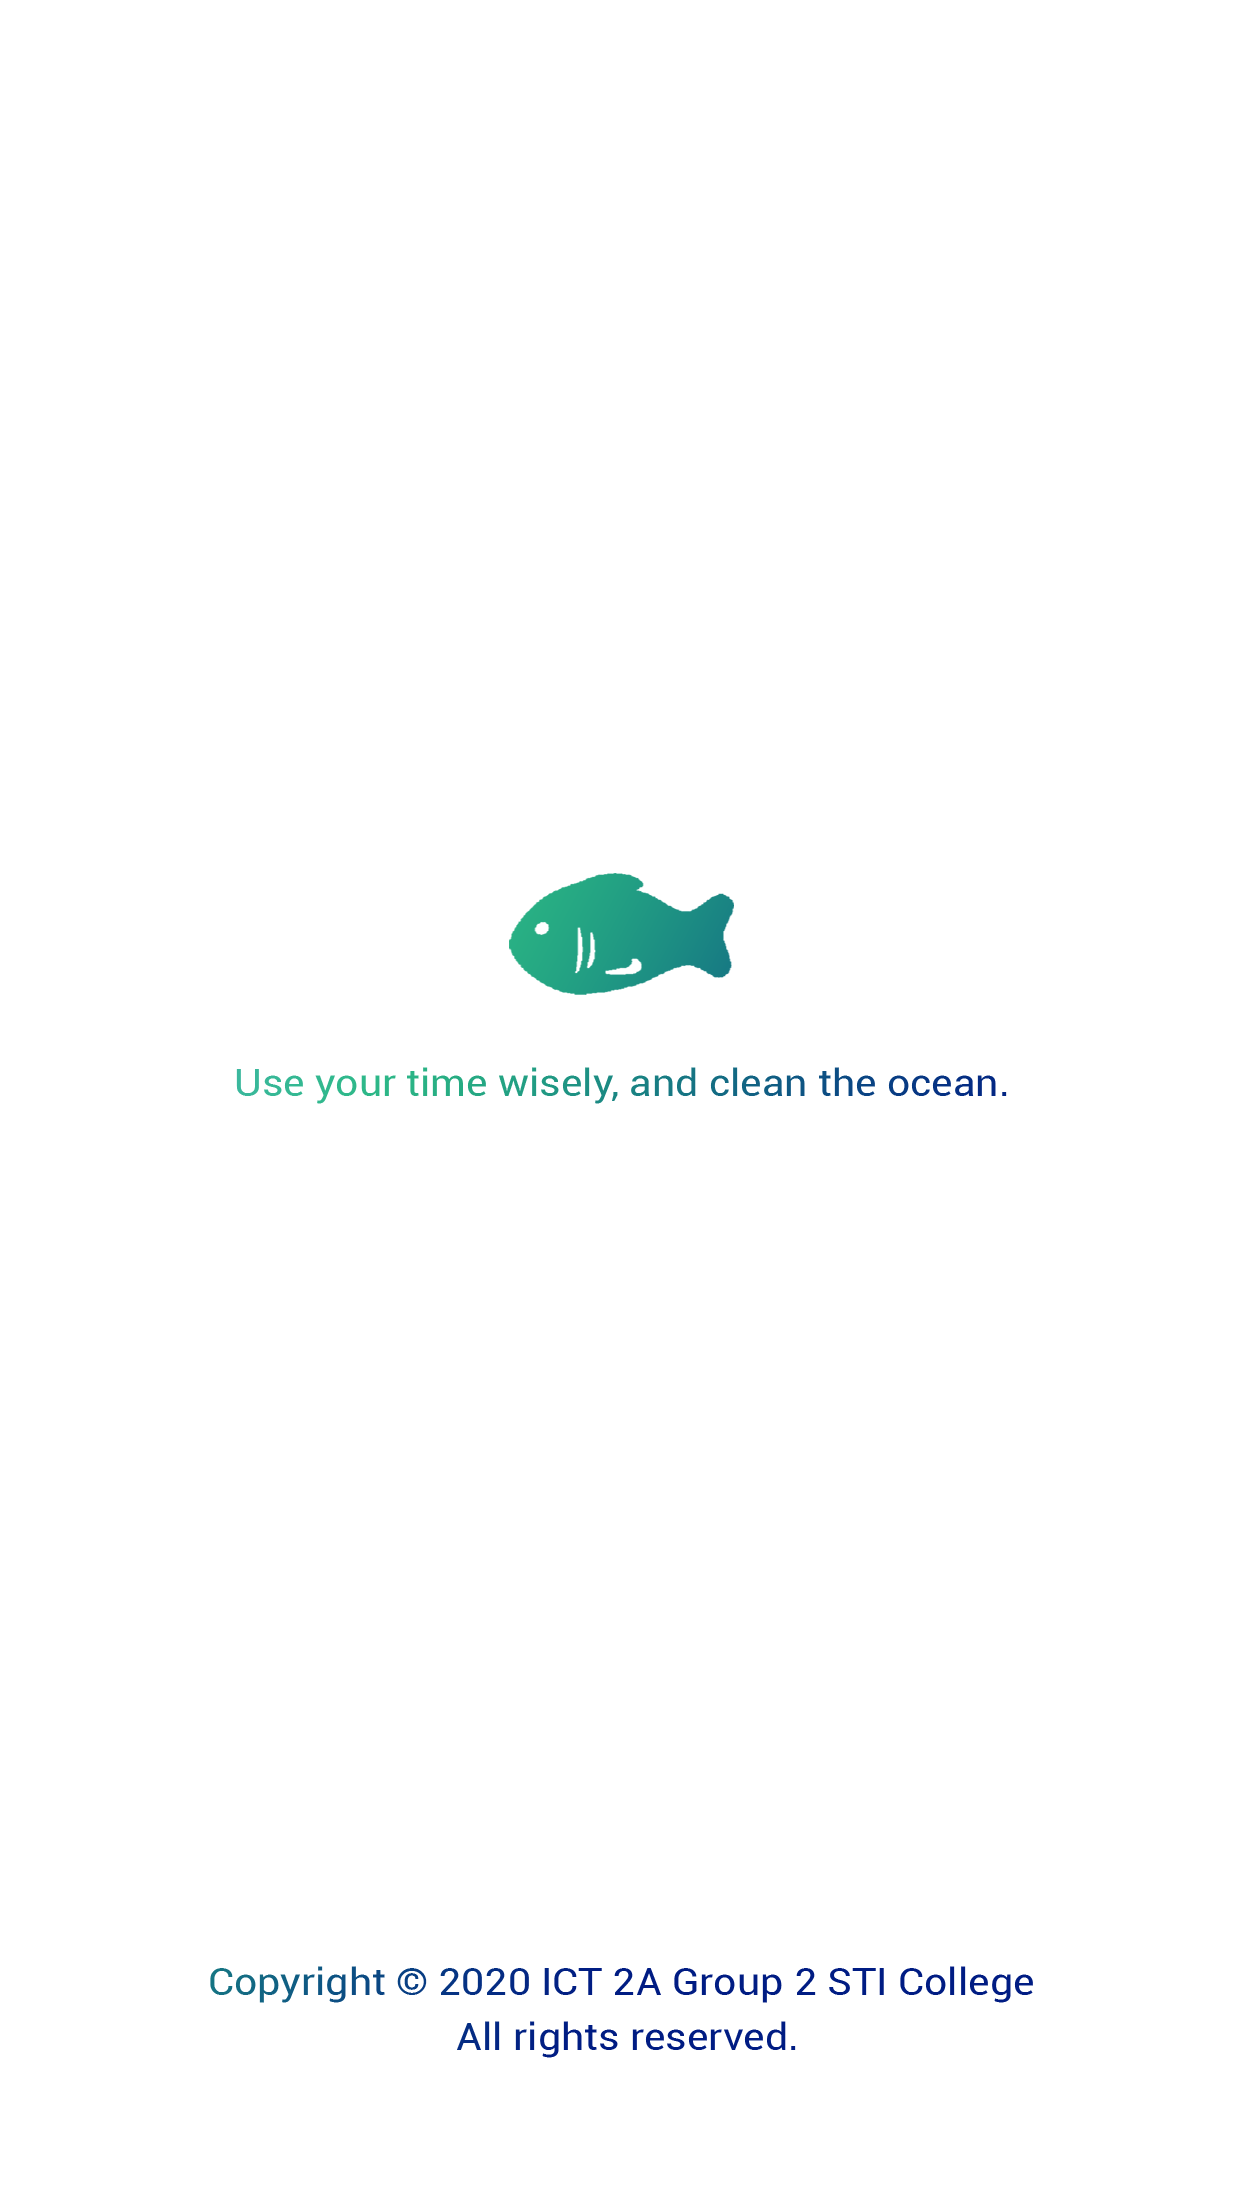 Use your time wisely, and clean the ocean.
Copyright © 2020 ICT 2A Group 2 STI College
All rights reserved.